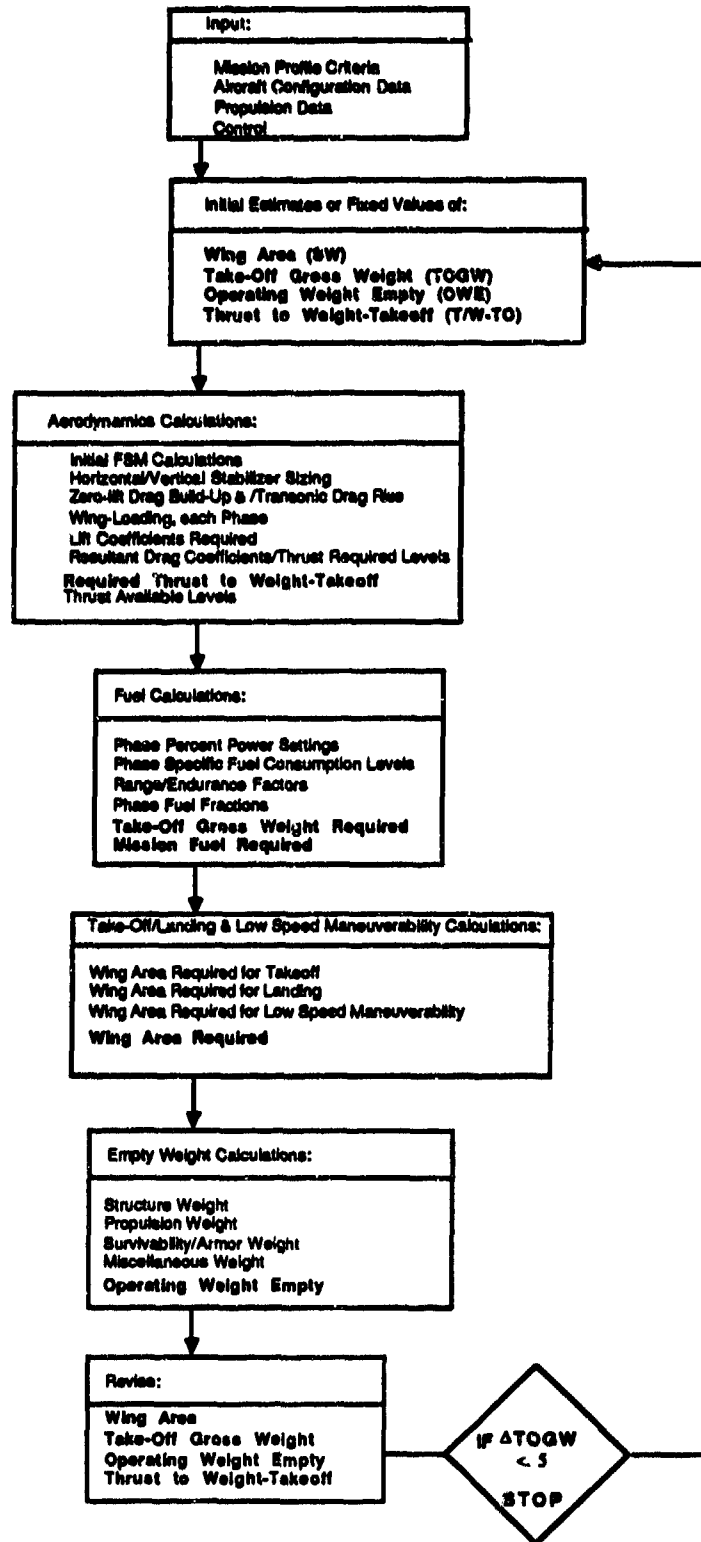 Input:
Mission Profile Criteria
Aircraft Configuration Data
Propulsion Data
Control
Initial Estimates or Fixed Values of:
Wing Area (SW)
Take-Off Gross Weight (TOGW)
Operating Weight Empty (OWE)
Thrust to Weight-Takeoff (T/W-TO)
Aerodynamics Calculations:
Initial FSM Calculations
Horizontal/Vertical Stabilizer Sizing
Zero-lift Drag Build-Up & /Transonic Drag Rise
Wing-Loading, each Phase
Lift Coefficients Required
Resultant Drag Coefficients/Thrust Required Levels
Required Thrust to Weight-Takeoff
Thrust Available Levels
Fuel Calculations:
Phase Percent Power Settings
Phase Specific Fuel Consumption Levels
Range/Endurance Factors
Phase Fuel Fractions
Take-Off Gross Weight Required
Mission Fuel Required
Take-Off/Landing & Low Speed Maneuverability Calculations:
Wing Area Required for Takeoff
Wing Area Required for Landing
Wing Area Required for Low Speed Maneuverability
Wing Area Required
Empty Weight Calculations:
Structure Weight
Propulsion Weight
Survivability/Armor Weight
Miscellaneous Weight
Operating Weight Empty
Revise:
Wing Area
Take-Off Gross Weight
Operating Weight Empty
Thrust to Weight-Takeoff
IF ΔTOGW
< 5
STOP